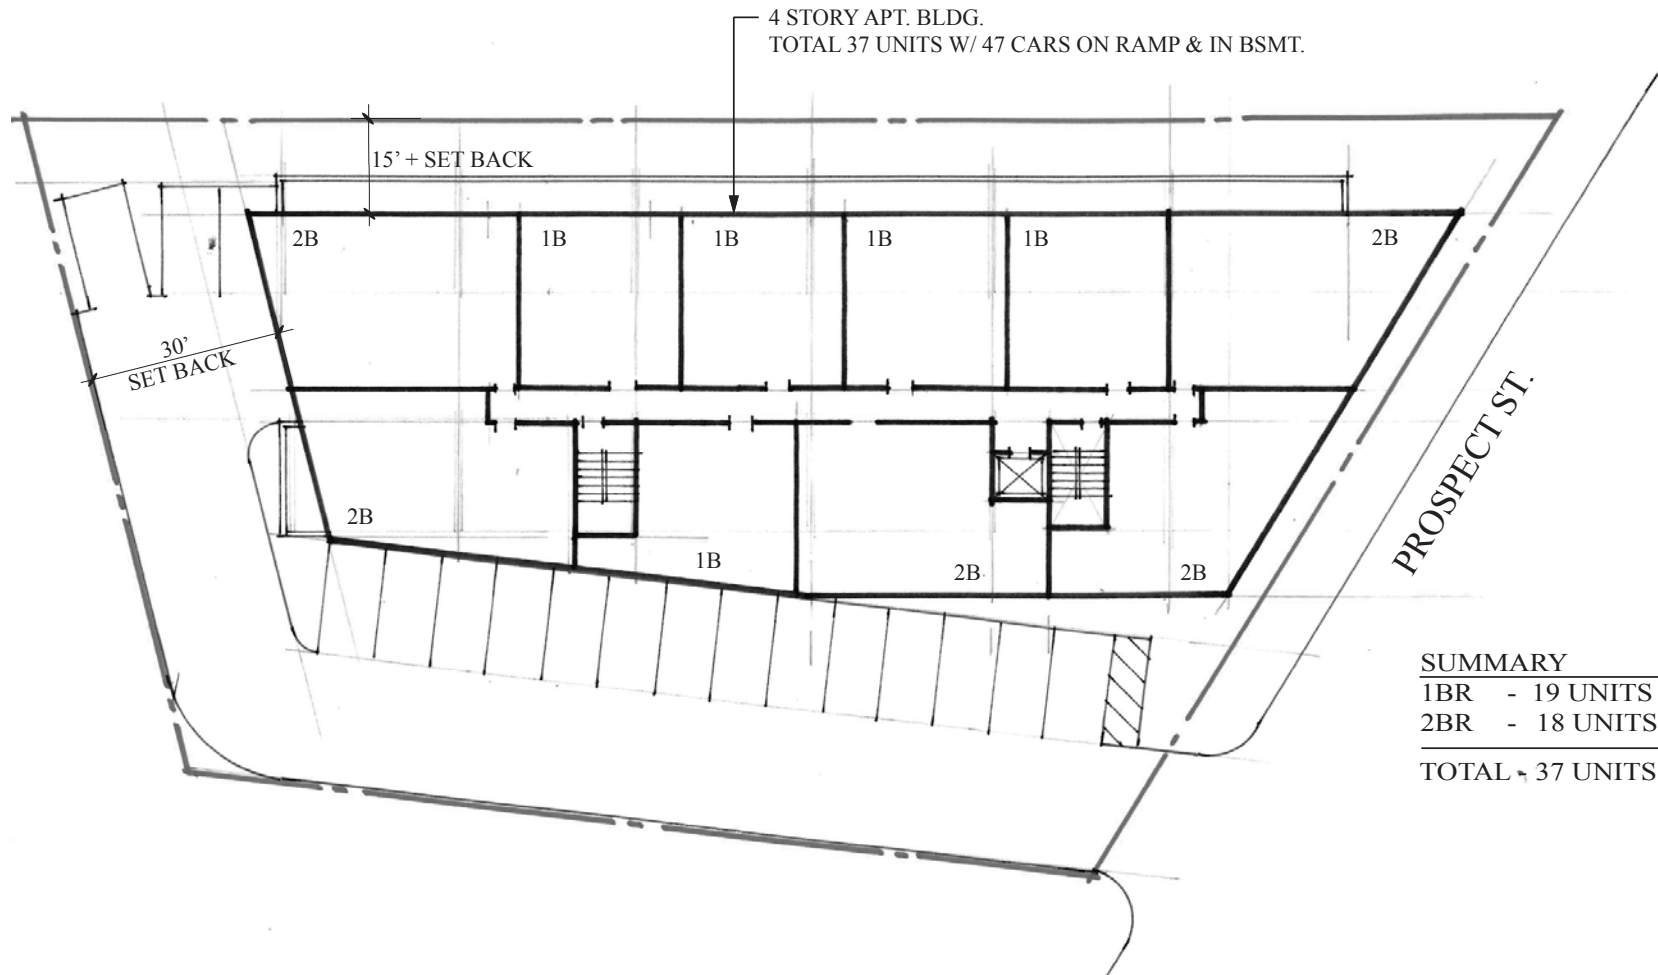 4 STORY APT. BLDG.
TOTAL 37 UNITS W/ 47 CARS ON RAMP & IN BSMT.
15’ + SET BACK
2B
1B
1B
1B
1B
2B
30’
SET BACK
2B
1B
2B
2B
PROSPECT ST.
SUMMARY
1BR - 19 UNITS
2BR - 18 UNITS
TOTAL - 37 UNITS